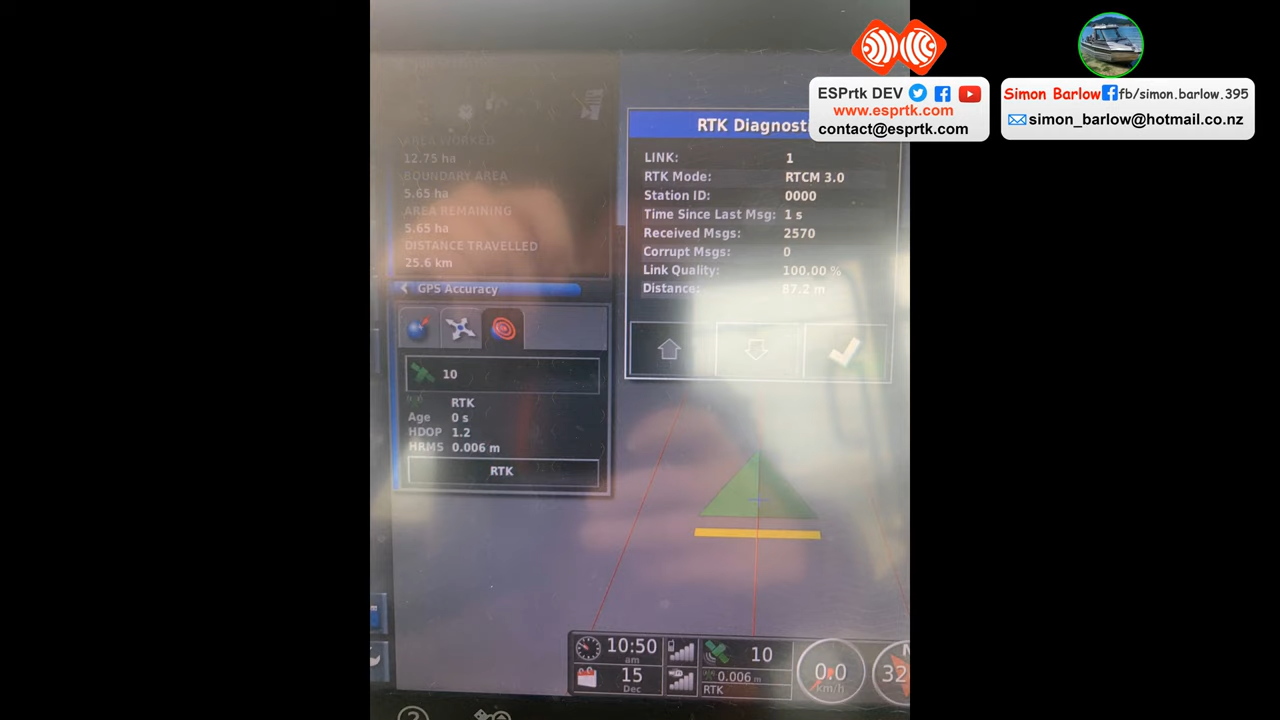 ESPrtk DEV
www.esprtk.com
contact@esprtk.com
Simon Barlow fb/simon.barlow.395
simon_barlow@hotmail.co.nz
AREA WORKED
12.75 ha
BOUNDARY AREA
5.65 ha
AREA REMAINING
5.65 ha
DISTANCE TRAVELLED
25.6 km
GPS Accuracy
10
RTK
Age 0 s
HDOP 1.2
HRMS 0.006 m
RTK
RTK Diagnosti
LINK: 1
RTK Mode: RTCM 3.0
Station ID: 0000
Time Since Last Msg: 1 s
Received Msgs: 2570
Corrupt Msgs: 0
Link Quality: 100.00 %
Distance: 87.2 m
10:50
am
15
Dec
10
0.006 m
RTK
0.0
km/h
N
32